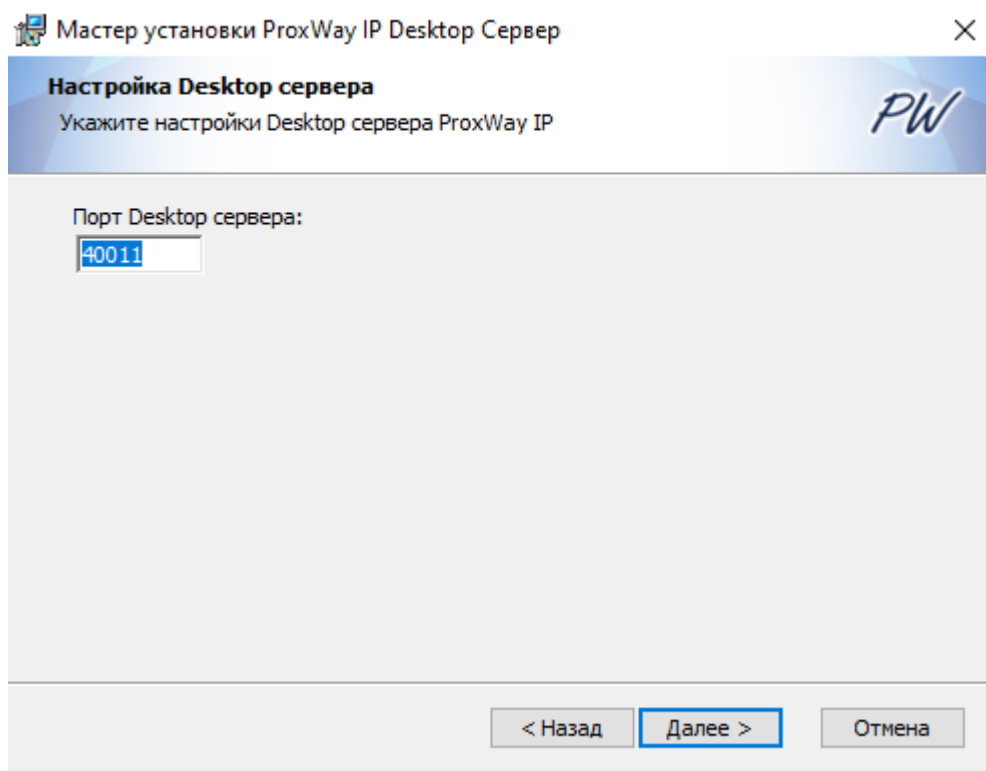 Мастер установки ProxWay IP Desktop Сервер
Настройка Desktop сервера
Укажите настройки Desktop сервера ProxWay IP
PW
Порт Desktop сервера:
40011
< Назад Далее > Отмена